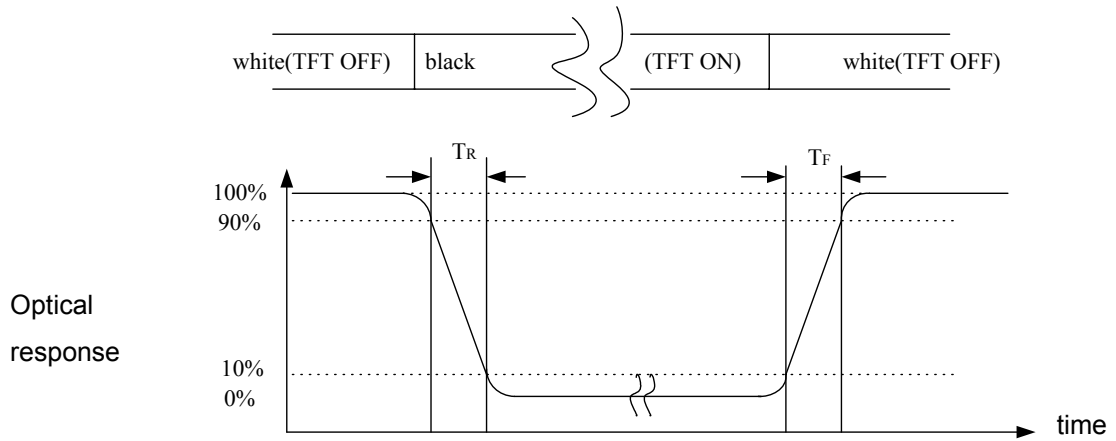 white(TFT OFF) black (TFT ON) white(TFT OFF)
TR TF
100%
90%
Optical
response
10%
0%
time